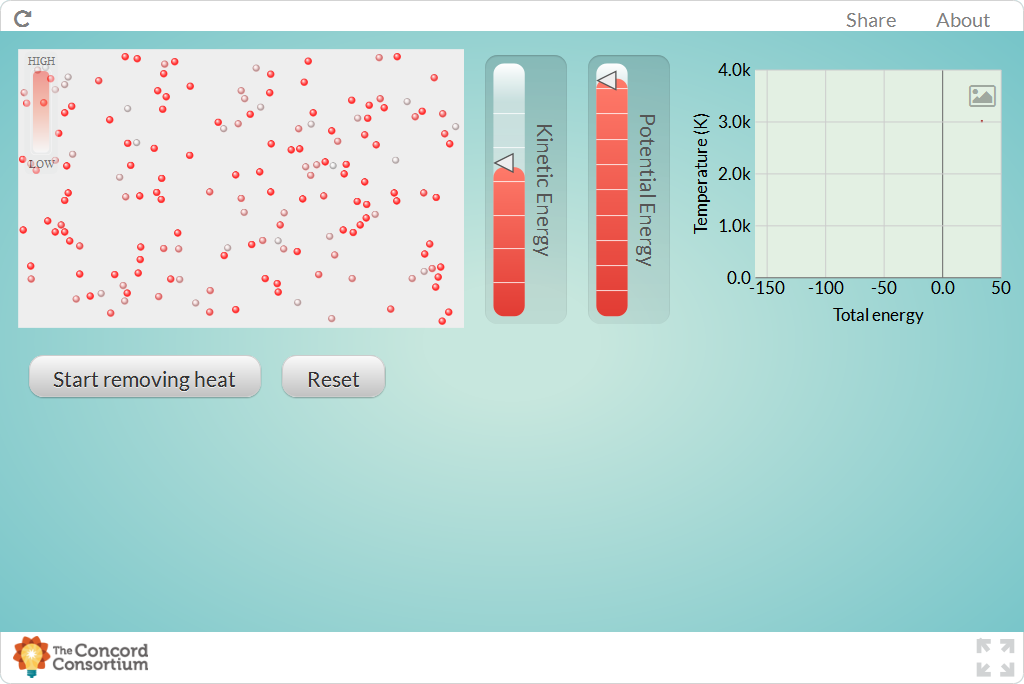 Share
About
HIGH
LOW
Kinetic Energy
Potential Energy
Temperature (K)
4.0k
3.0k
2.0k
1.0k
0.0
-150 -100 -50 0.0 50
Total energy
Start removing heat
Reset
The Concord
Consortium